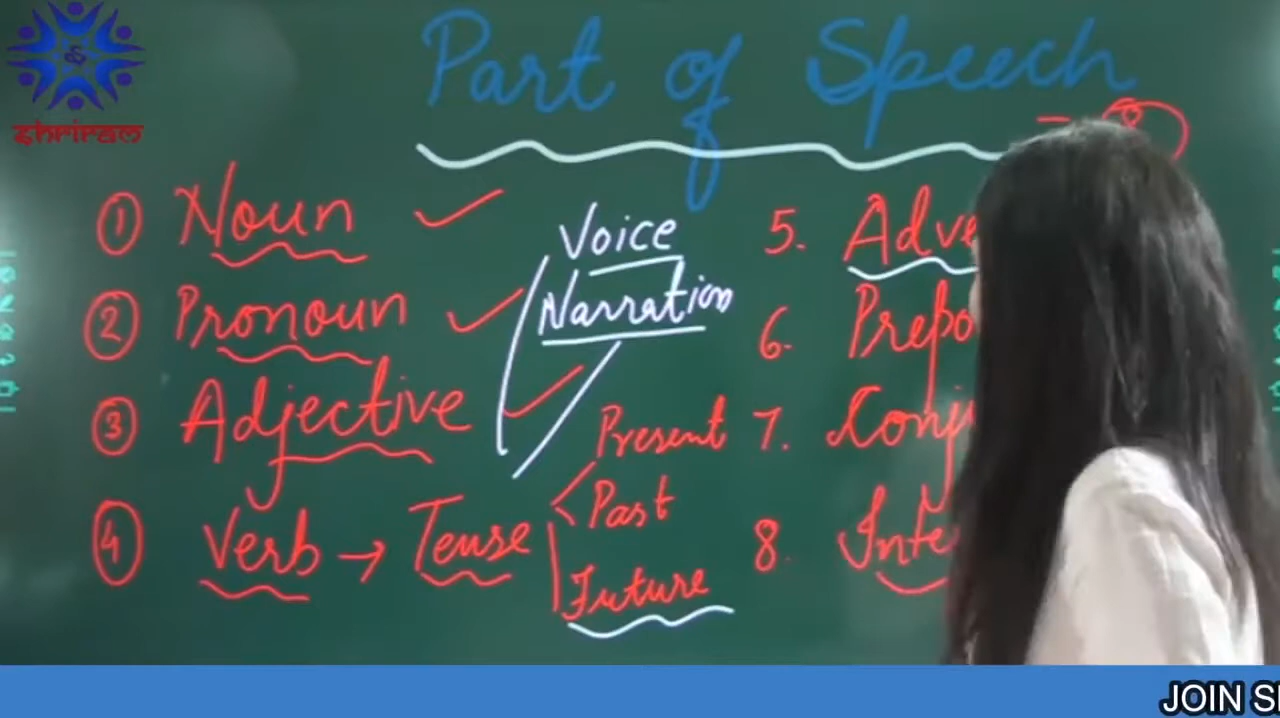 Shriram
Part of Speech
- 8
① Noun
② Pronoun
③ Adjective
④ Verb → Tense
Present
Past
Future
Voice
Narration
5. Adve
6. Prepo
7. Conj
8. Inte
JOIN S